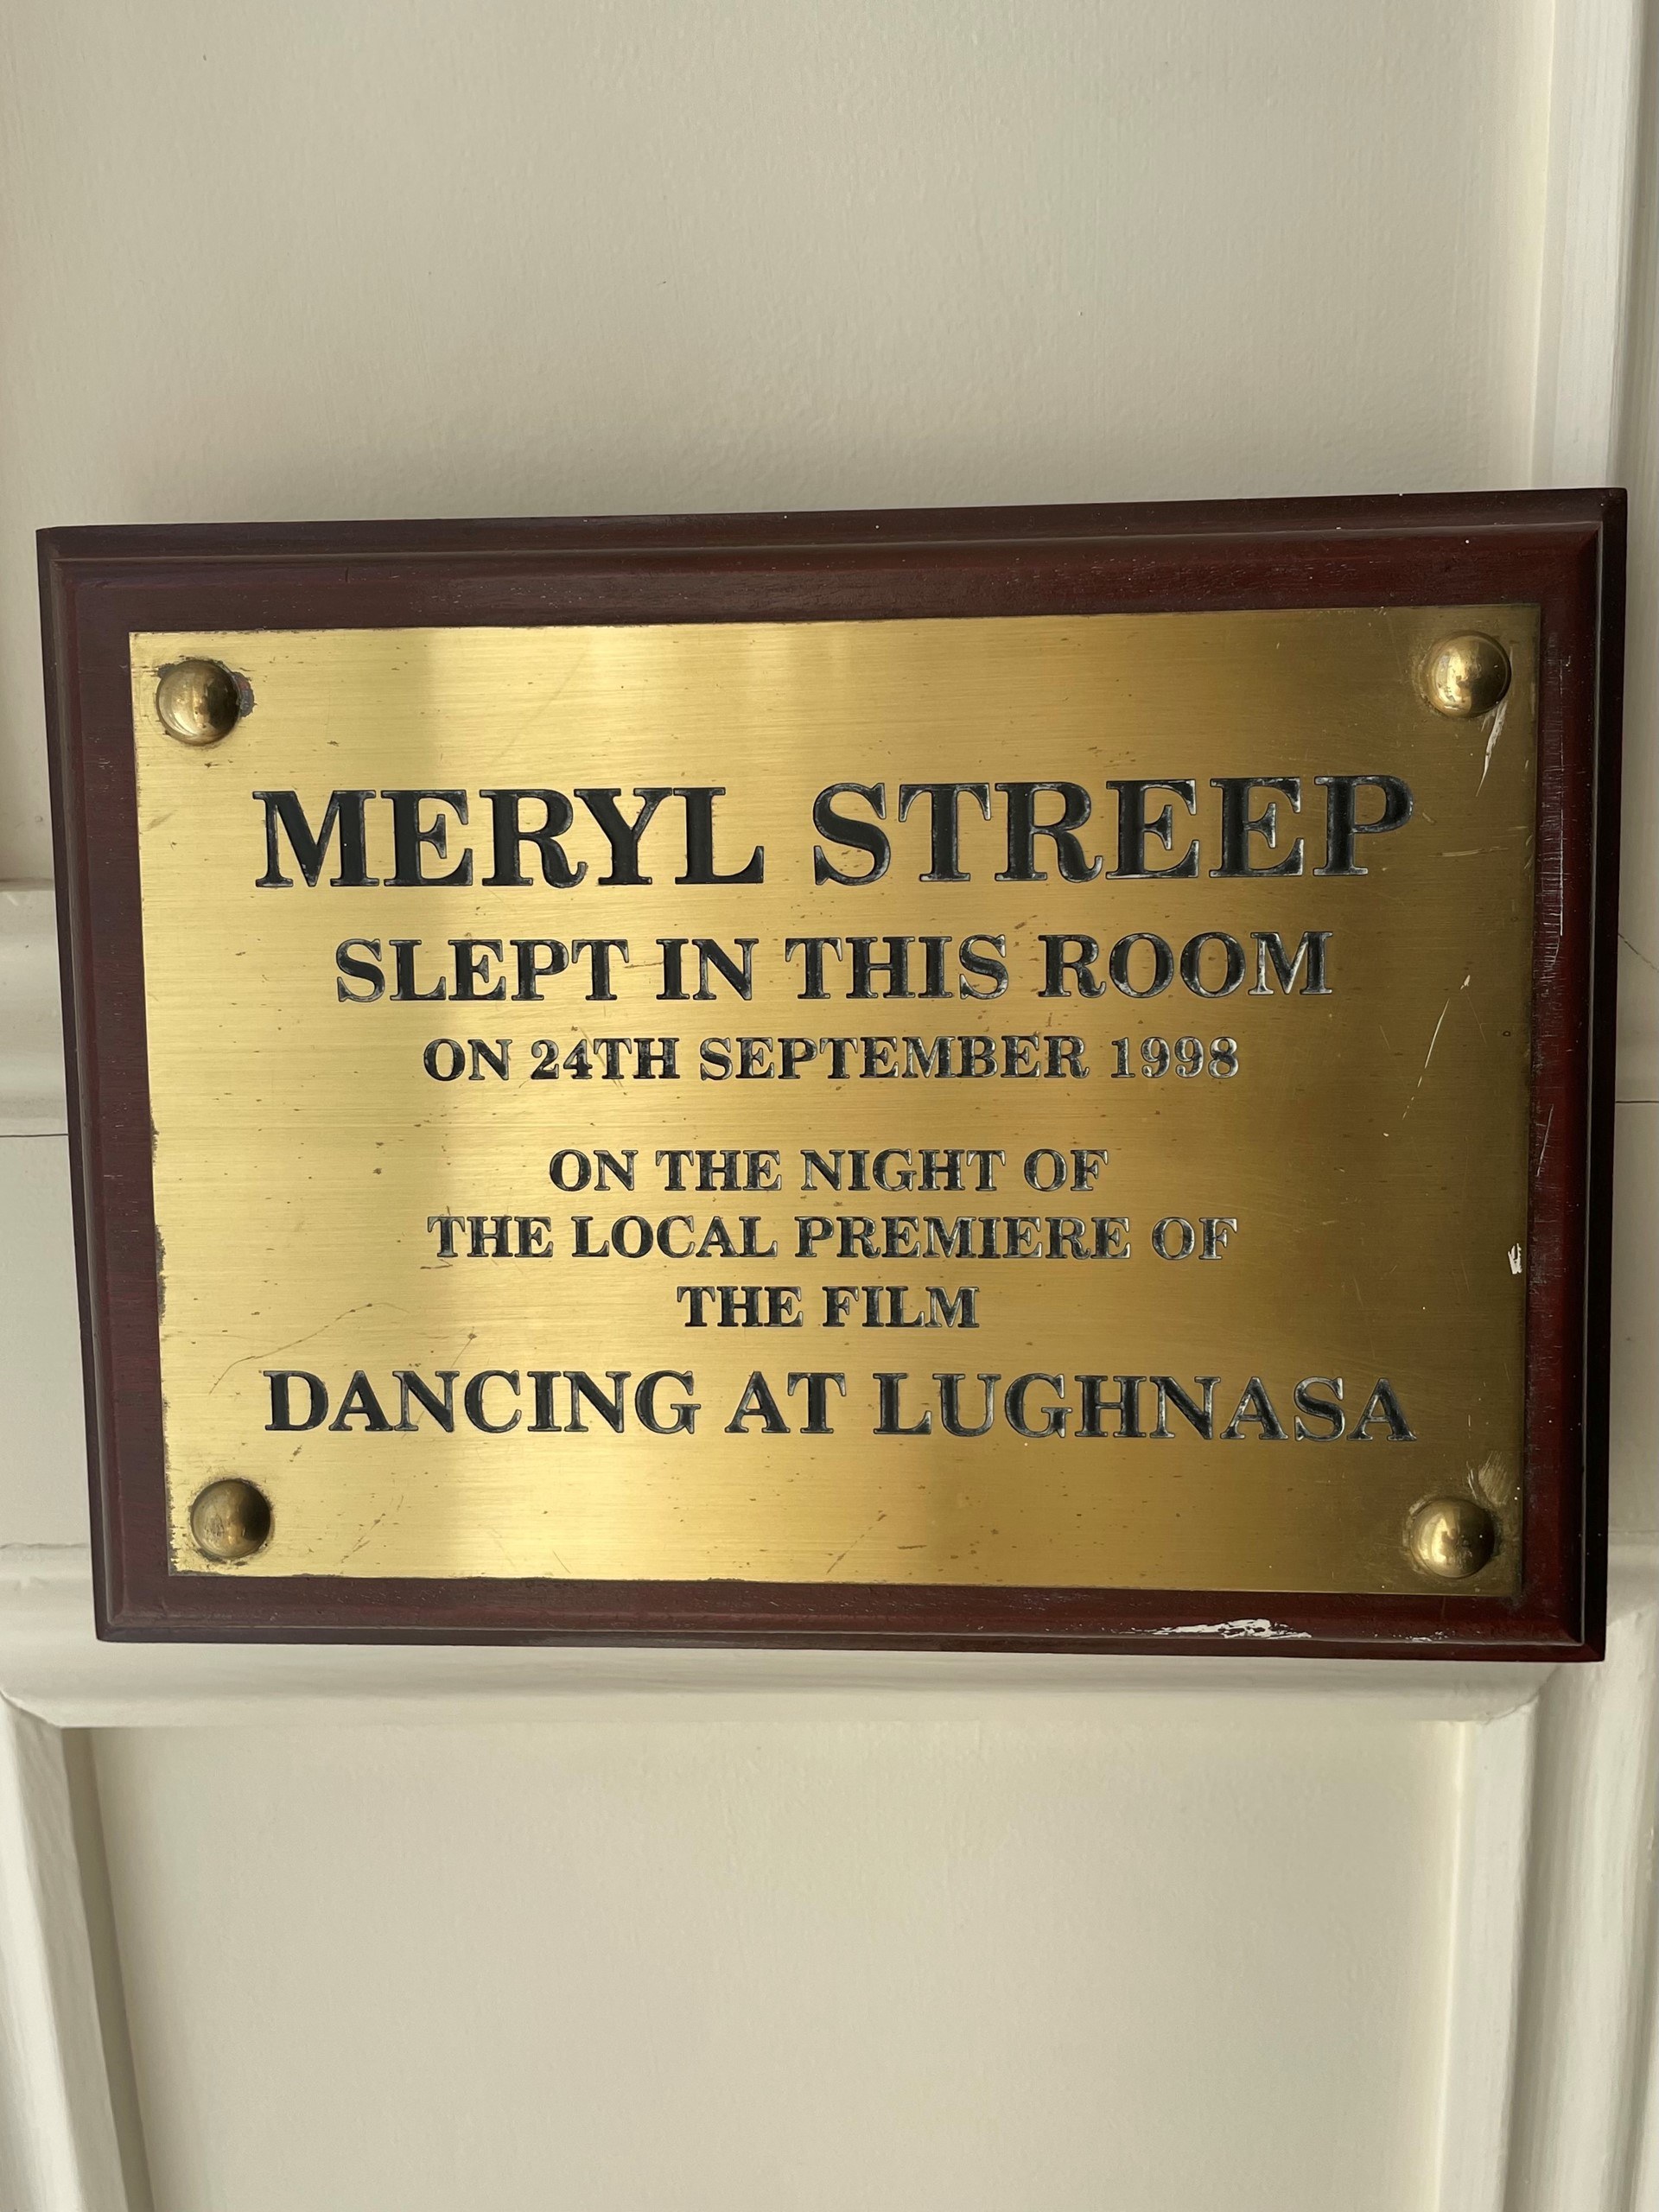 MERYL STREEP
SLEPT IN THIS ROOM
ON 24TH SEPTEMBER 1998
ON THE NIGHT OF
THE LOCAL PREMIERE OF
THE FILM
DANCING AT LUGHNASA